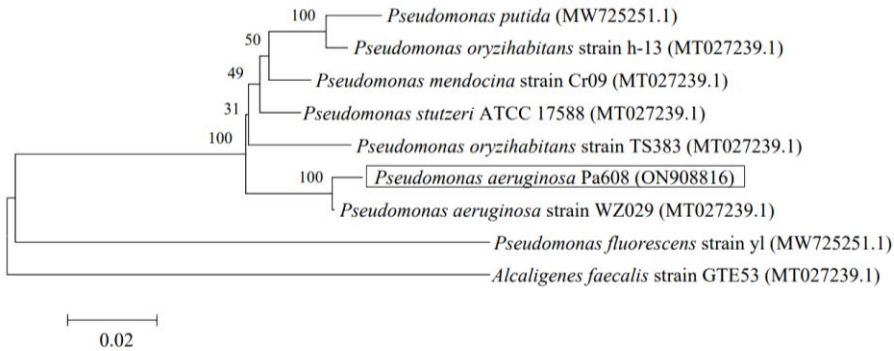 100
Pseudomonas putida (MW725251.1)
50
Pseudomonas oryzihabitans strain h-13 (MT027239.1)
49
Pseudomonas mendocina strain Cr09 (MT027239.1)
31
Pseudomonas stutzeri ATCC 17588 (MT027239.1)
100
Pseudomonas oryzihabitans strain TS383 (MT027239.1)
100
Pseudomonas aeruginosa Pa608 (ON908816)
Pseudomonas aeruginosa strain WZ029 (MT027239.1)
Pseudomonas fluorescens strain yl (MW725251.1)
Alcaligenes faecalis strain GTE53 (MT027239.1)
0.02